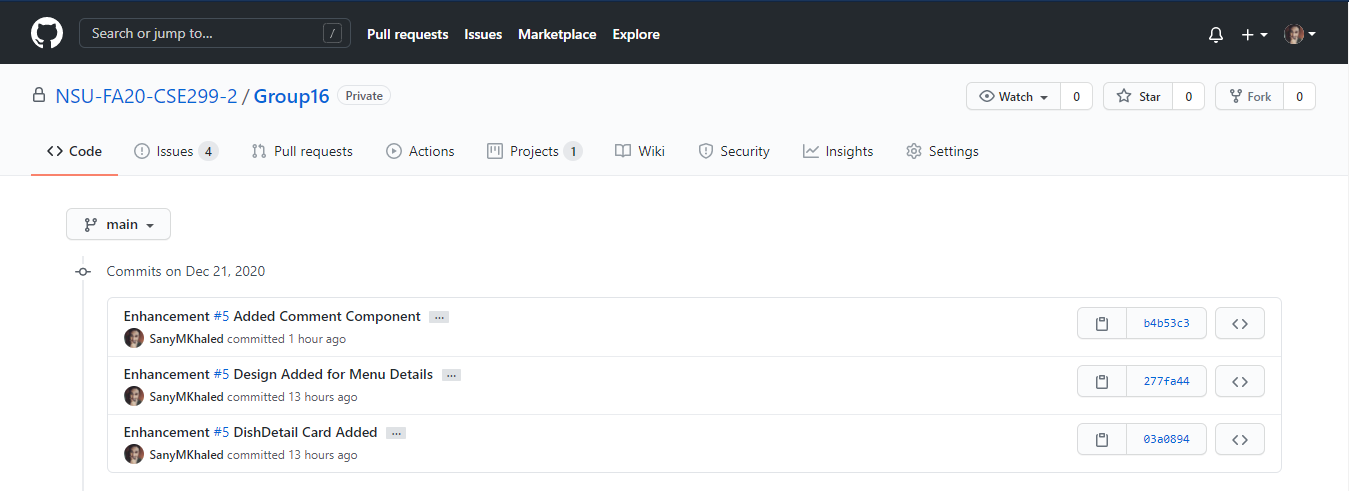 Search or jump to... / Pull requests Issues Marketplace Explore
NSU-FA20-CSE299-2 / Group16 Private Watch 0 Star 0 Fork 0
Code Issues 4 Pull requests Actions Projects 1 Wiki Security Insights Settings
main
Commits on Dec 21, 2020
Enhancement #5 Added Comment Component ... b4b53c3
SanyMKhaled committed 1 hour ago
Enhancement #5 Design Added for Menu Details ... 277fa44
SanyMKhaled committed 13 hours ago
Enhancement #5 DishDetail Card Added ... 03a0894
SanyMKhaled committed 13 hours ago